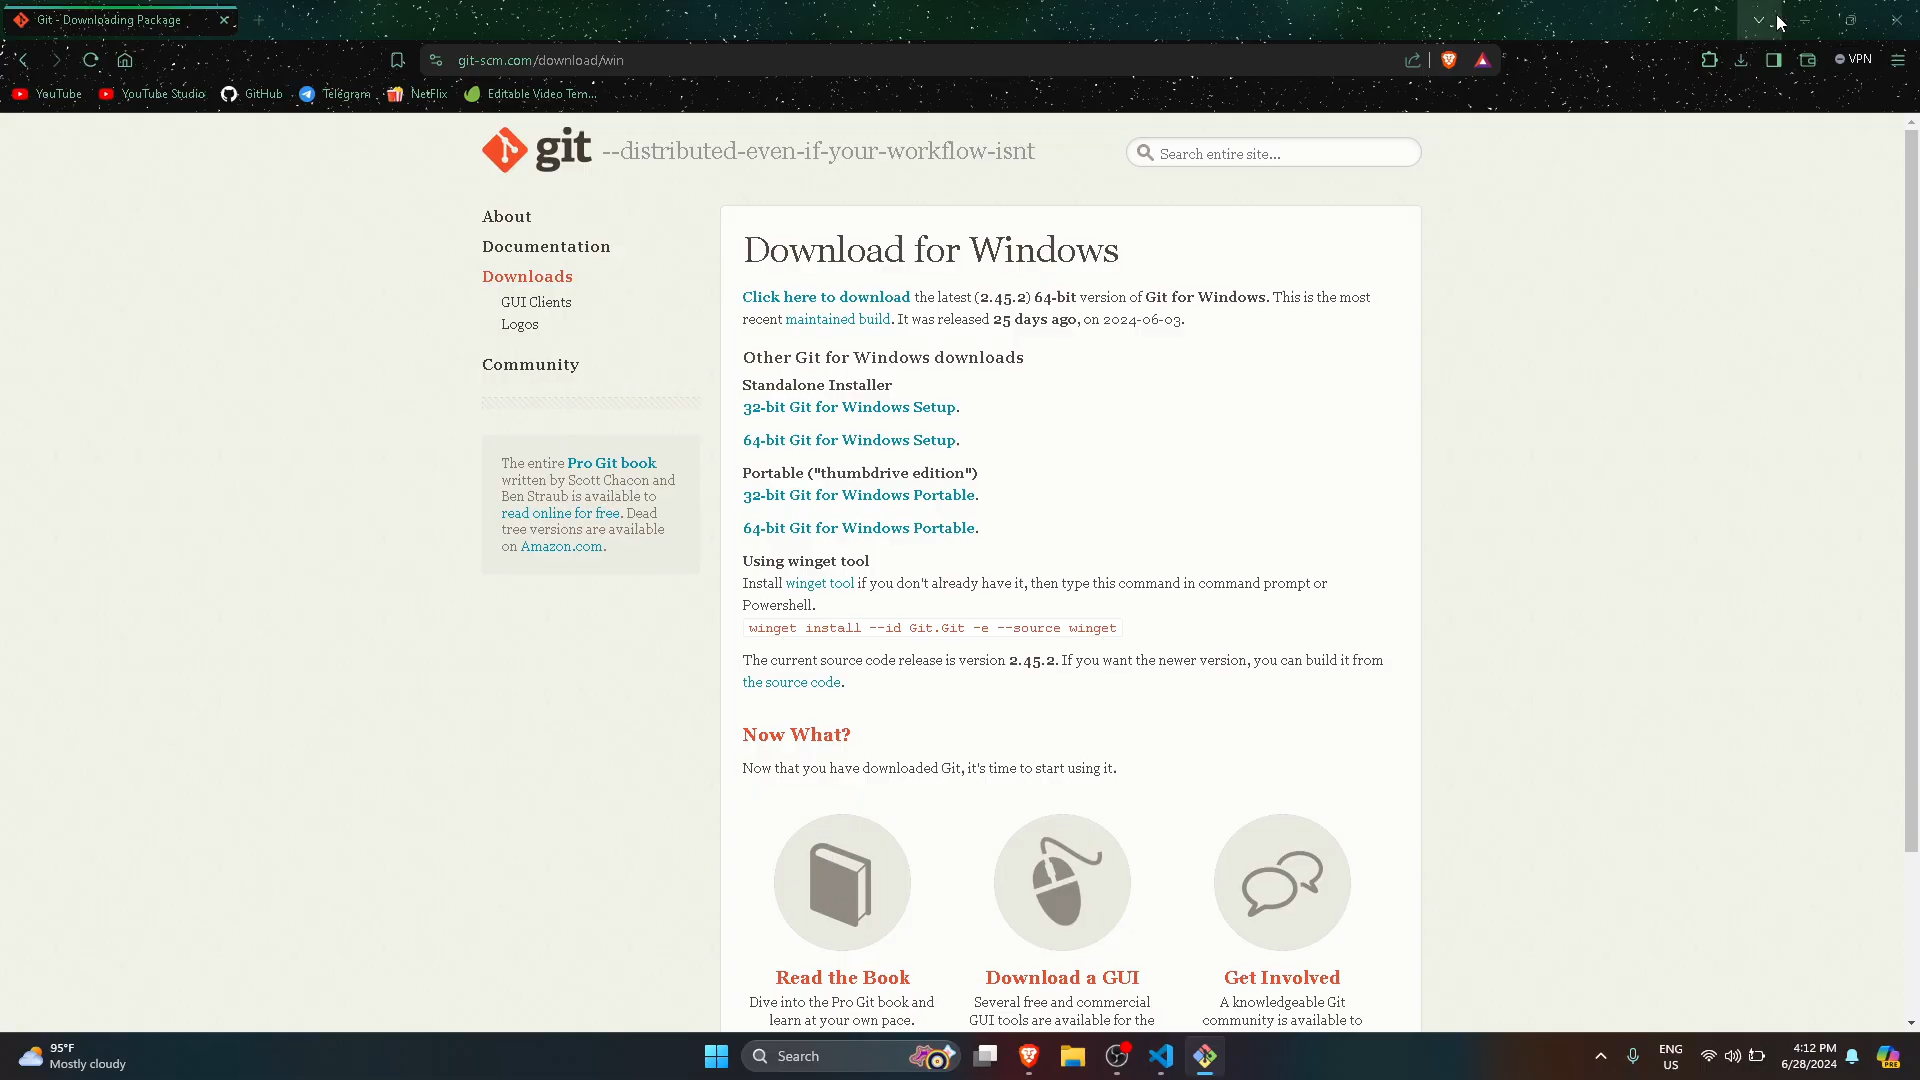 Git - Downloading Package
git-scm.com/download/win
VPN
YouTube
YouTube Studio
GitHub
Telegram
NetFlix
Editable Video Tem...
git --distributed-even-if-your-workflow-isnt
Search entire site...
About
Documentation
Downloads
GUI Clients
Logos
Community
The entire Pro Git book
written by Scott Chacon and
Ben Straub is available to
read online for free. Dead
tree versions are available
on Amazon.com.
Download for Windows
Click here to download the latest (2.45.2) 64-bit version of Git for Windows. This is the most
recent maintained build. It was released 25 days ago, on 2024-06-03.
Other Git for Windows downloads
Standalone Installer
32-bit Git for Windows Setup.
64-bit Git for Windows Setup.
Portable ("thumbdrive edition")
32-bit Git for Windows Portable.
64-bit Git for Windows Portable.
Using winget tool
Install winget tool if you don't already have it, then type this command in command prompt or
Powershell.
winget install --id Git.Git -e --source winget
The current source code release is version 2.45.2. If you want the newer version, you can build it from
the source code.
Now What?
Now that you have downloaded Git, it's time to start using it.
Read the Book
Dive into the Pro Git book and
learn at your own pace.
Download a GUI
Several free and commercial
GUI tools are available for the
Get Involved
A knowledgeable Git
community is available to
95°F
Mostly cloudy
Search
ENG
US
4:12 PM
6/28/2024
PRE